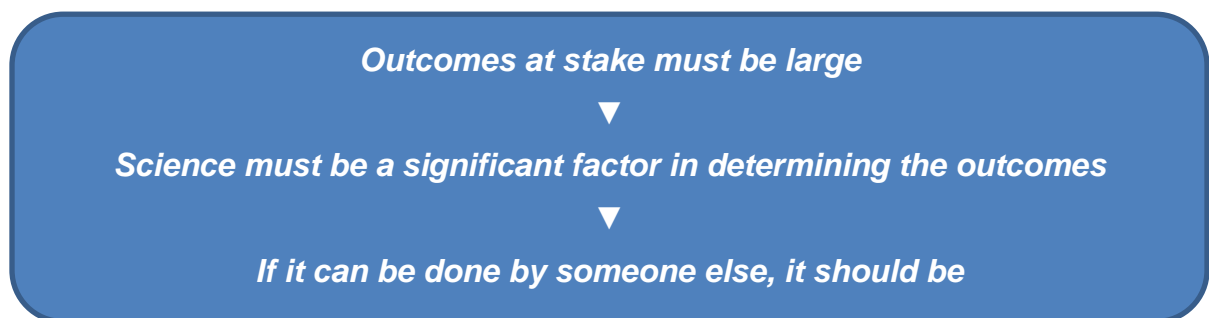 Outcomes at stake must be large
▼
Science must be a significant factor in determining the outcomes
▼
If it can be done by someone else, it should be